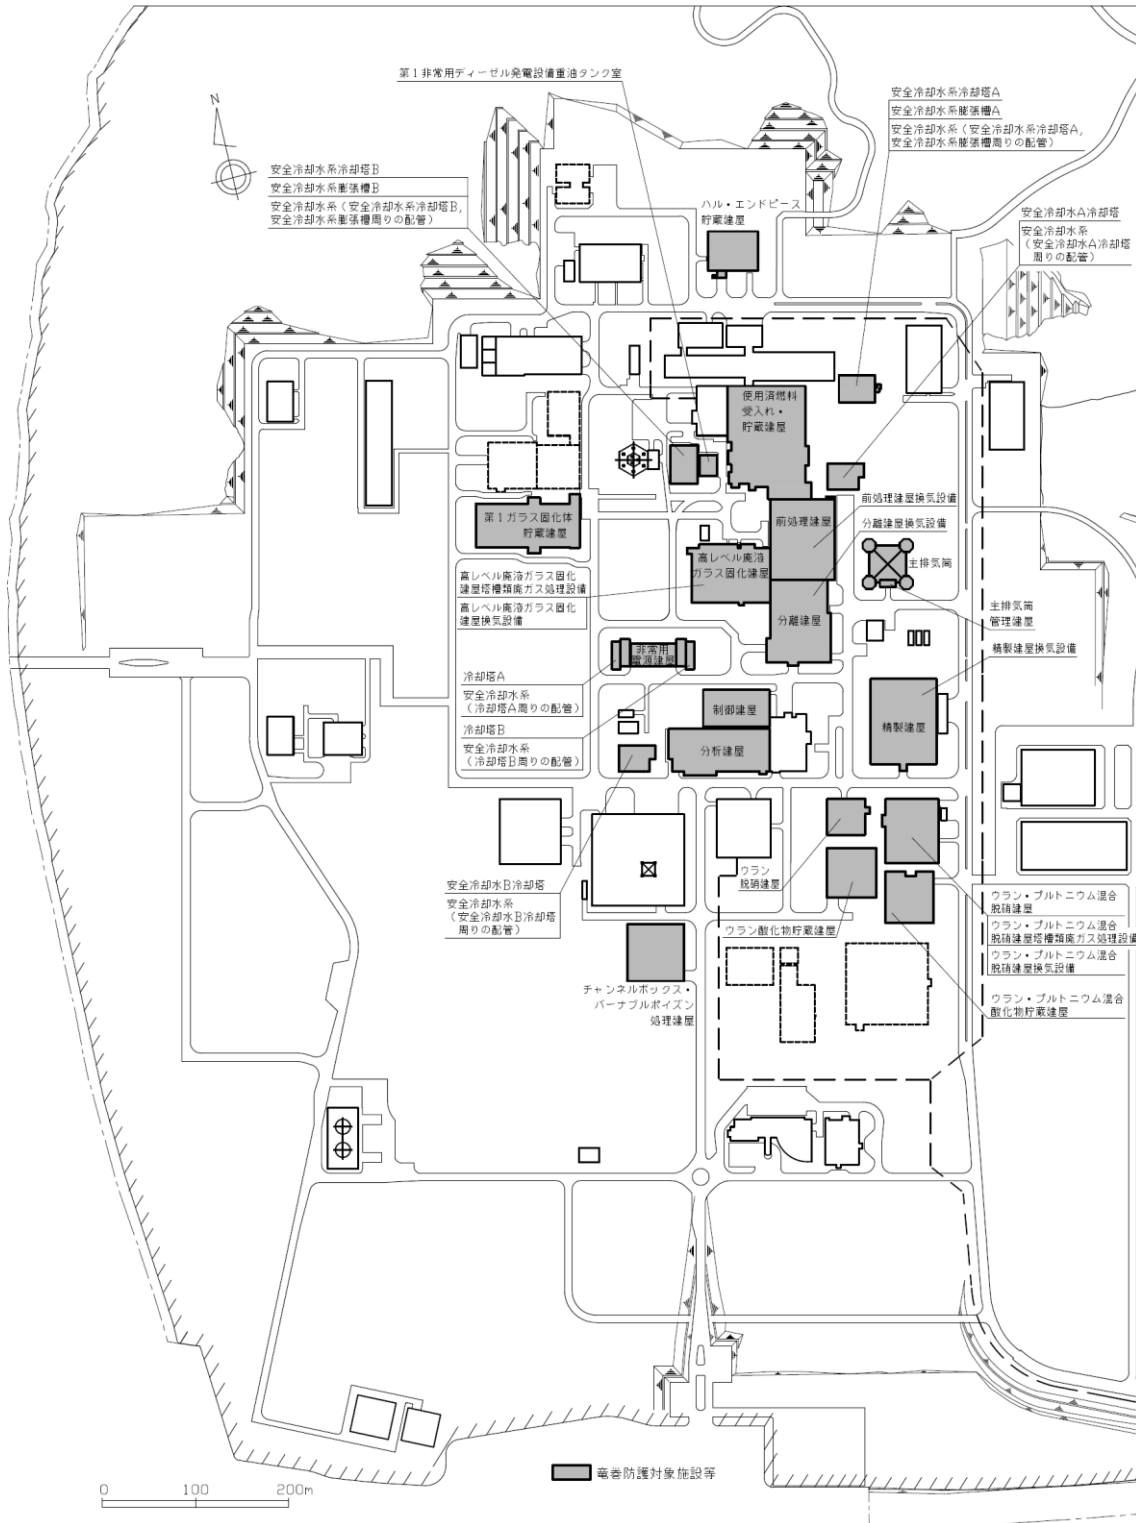 第1非常用ディーゼル発電設備重油タンク室
安全冷却水系冷却塔A
安全冷却水系膨張槽A
安全冷却水系（安全冷却水系冷却塔A,
安全冷却水系膨張槽周りの配管）
N
安全冷却水系冷却塔B
安全冷却水系膨張槽B
安全冷却水系（安全冷却水系冷却塔B,
安全冷却水系膨張槽周りの配管）
ハル・エンドピース
貯蔵建屋
安全冷却水A冷却塔
安全冷却水系
（安全冷却水A冷却塔
周りの配管）
使用済燃料
受入れ・
貯蔵建屋
前処理建屋換気設備
第1ガラス固化体
貯蔵建屋
前処理建屋
分離建屋換気設備
高レベル廃液
ガラス固化建屋
主排気筒
高レベル廃液ガラス固化
建屋塔槽類廃ガス処理設備
高レベル廃液ガラス固化
建屋換気設備
主排気筒
管理建屋
分離建屋
精製建屋換気設備
非常用
電源建屋
冷却塔A
安全冷却水系
（冷却塔A周りの配管）
冷却塔B
安全冷却水系
（冷却塔B周りの配管）
制御建屋
精製建屋
分析建屋
ウラン
脱硝建屋
安全冷却水B冷却塔
安全冷却水系
（安全冷却水B冷却塔
周りの配管）
ウラン酸化物貯蔵建屋
ウラン・プルトニウム混合
脱硝建屋
ウラン・プルトニウム混合
脱硝建屋塔槽類廃ガス処理設備
ウラン・プルトニウム混合
脱硝建屋換気設備
チャンネルボックス・
バーナブルポイズン
処理建屋
ウラン・プルトニウム混合
酸化物貯蔵建屋
竜巻防護対象施設等
0 100 200m